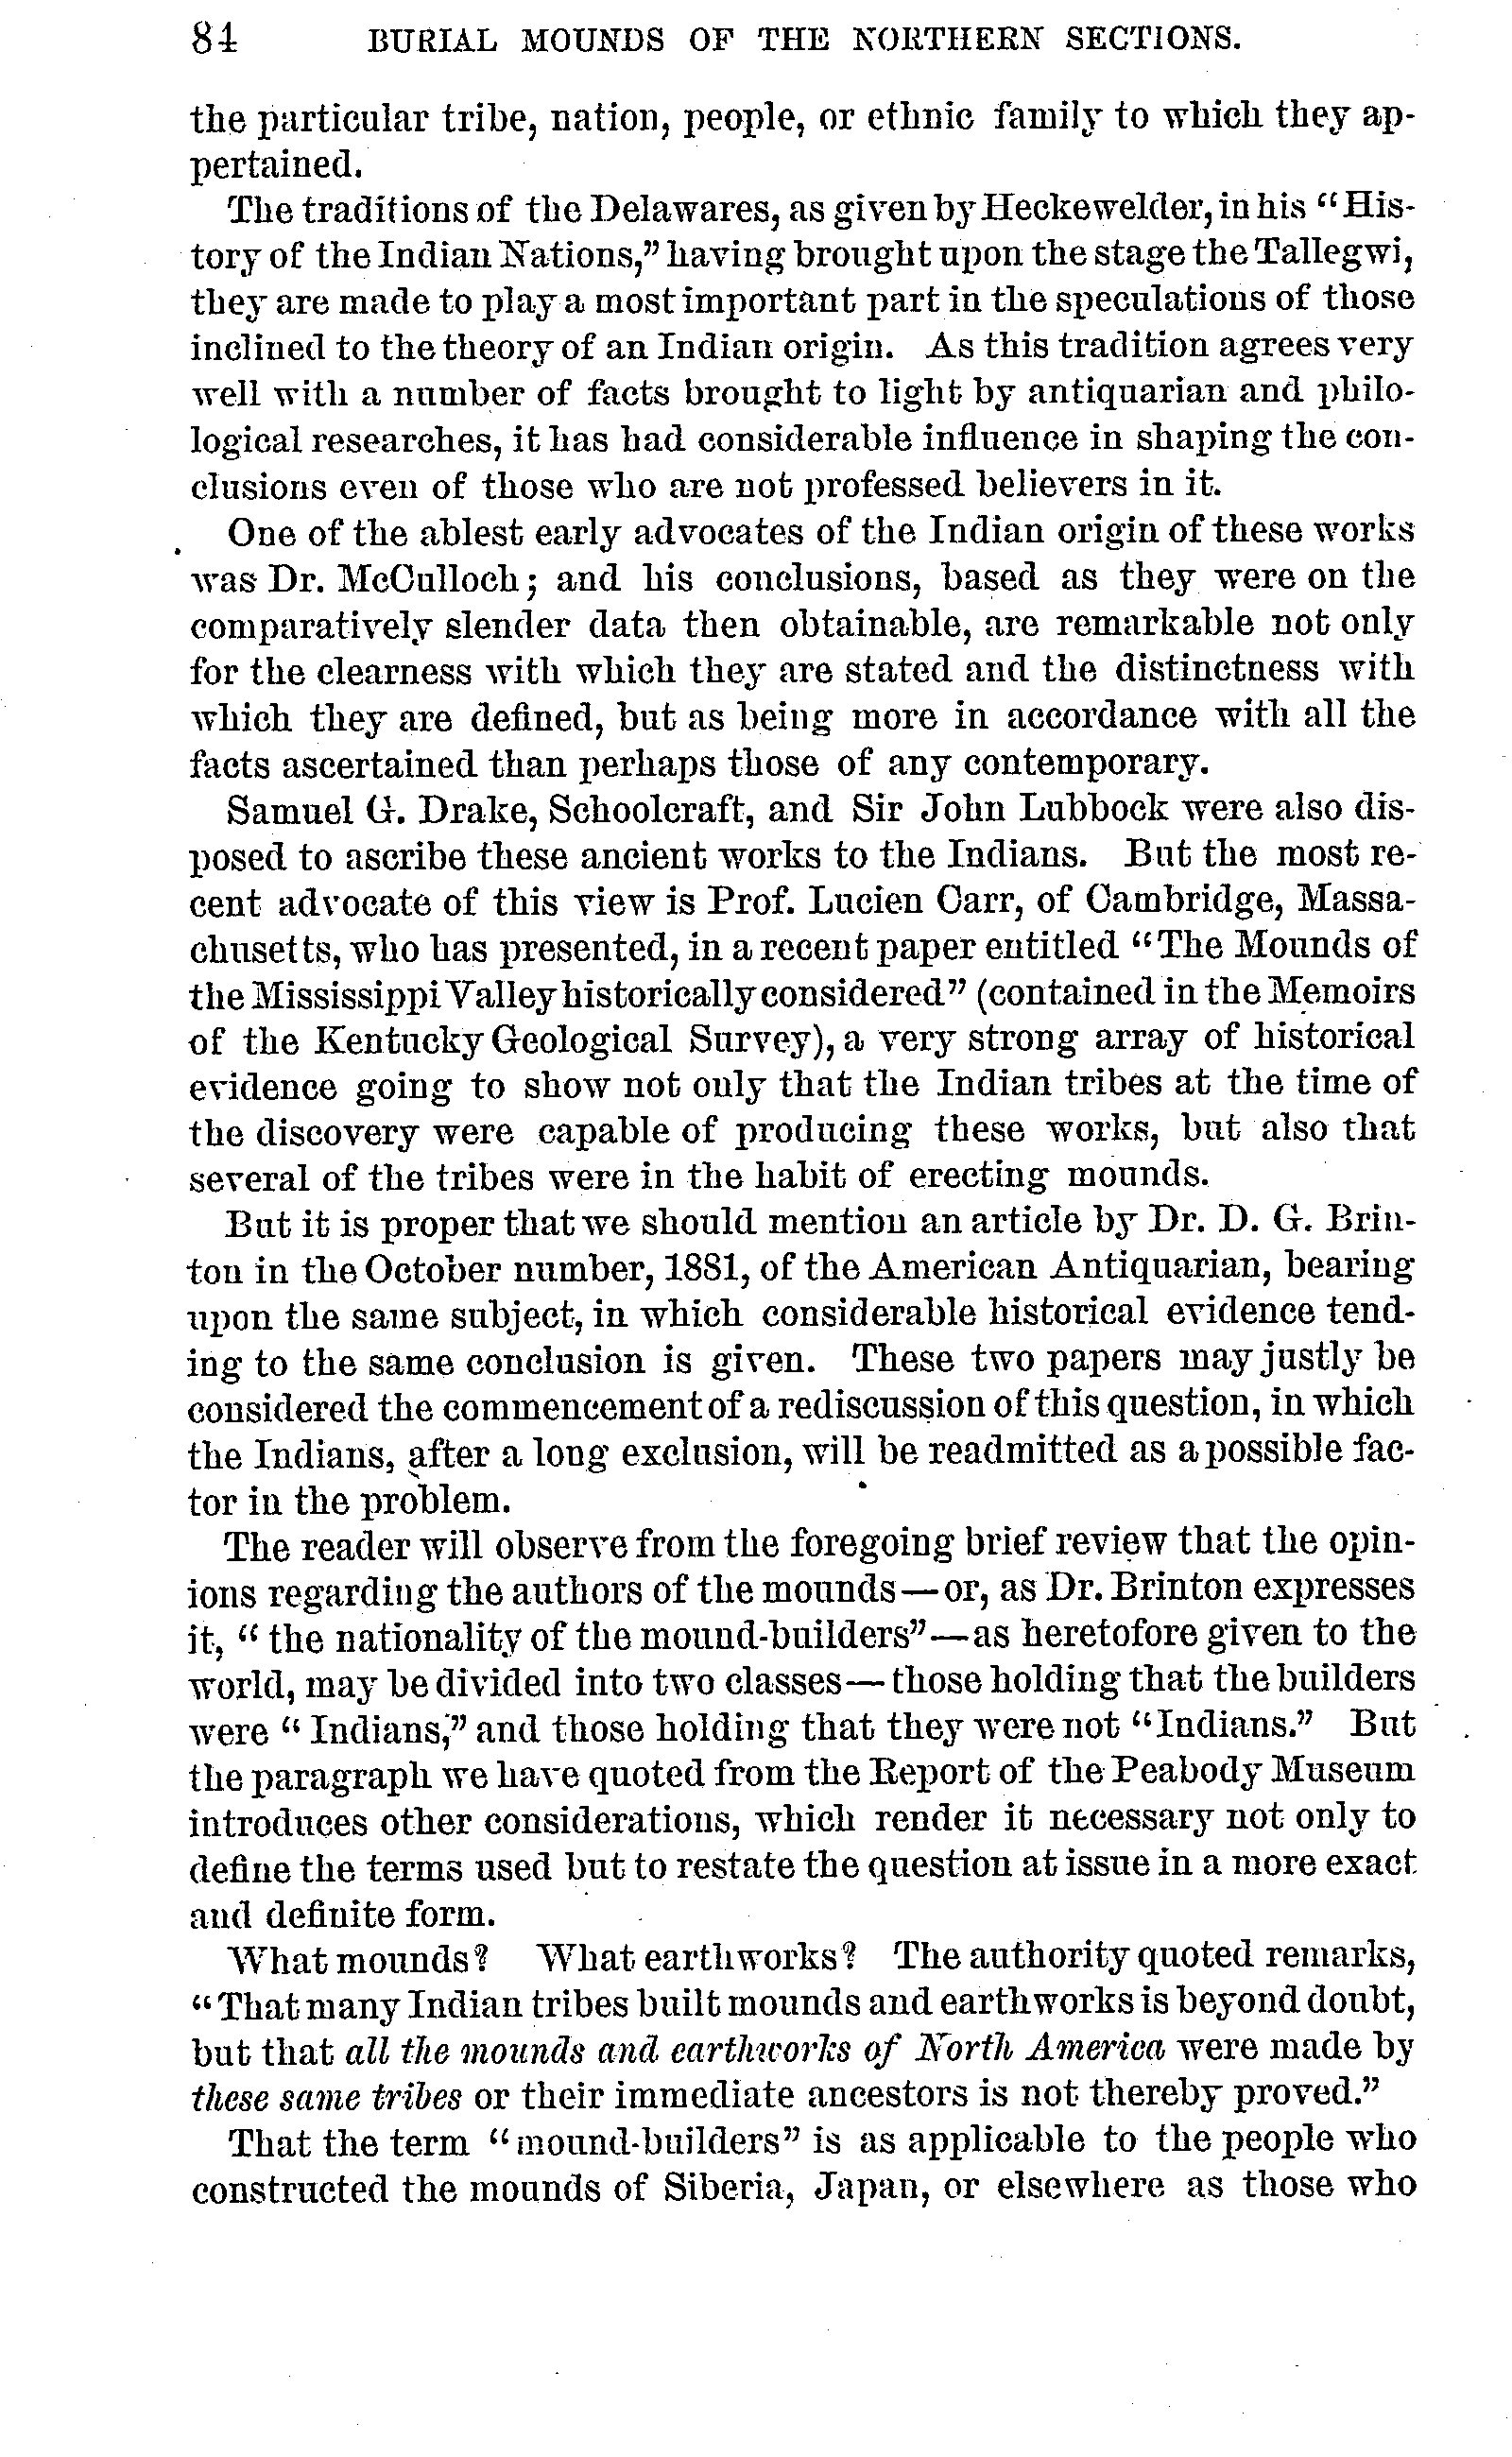 84 BURIAL MOUNDS OF THE NORTHERN SECTIONS.
the particular tribe, nation, people, or ethnic family to which they ap-
pertained.
The traditions of the Delawares, as given by Heckewelder, in his “His-
tory of the Indian Nations,” having brought upon the stage the Tallegwi,
they are made to play a most important part in the speculations of those
inclined to the theory of an Indian origin. As this tradition agrees very
well with a number of facts brought to light by antiquarian and philo-
logical researches, it has had considerable influence in shaping the con-
clusions even of those who are not professed believers in it.
One of the ablest early advocates of the Indian origin of these works
was Dr. McCulloch; and his conclusions, based as they were on the
comparatively slender data then obtainable, are remarkable not only
for the clearness with which they are stated and the distinctness with
which they are defined, but as being more in accordance with all the
facts ascertained than perhaps those of any contemporary.
Samuel G. Drake, Schoolcraft, and Sir John Lubbock were also dis-
posed to ascribe these ancient works to the Indians. But the most re-
cent advocate of this view is Prof. Lucien Carr, of Cambridge, Massa-
chusetts, who has presented, in a recent paper entitled “The Mounds of
the Mississippi Valley historically considered” (contained in the Memoirs
of the Kentucky Geological Survey), a very strong array of historical
evidence going to show not only that the Indian tribes at the time of
the discovery were capable of producing these works, but also that
several of the tribes were in the habit of erecting mounds.
But it is proper that we should mention an article by Dr. D. G. Brin-
ton in the October number, 1881, of the American Antiquarian, bearing
upon the same subject, in which considerable historical evidence tend-
ing to the same conclusion is given. These two papers may justly be
considered the commencement of a rediscussion of this question, in which
the Indians, after a long exclusion, will be readmitted as a possible fac-
tor in the problem.
The reader will observe from the foregoing brief review that the opin-
ions regarding the authors of the mounds—or, as Dr. Brinton expresses
it, “the nationality of the mound-builders”—as heretofore given to the
world, may be divided into two classes—those holding that the builders
were “Indians,” and those holding that they were not “Indians.” But
the paragraph we have quoted from the Report of the Peabody Museum
introduces other considerations, which render it necessary not only to
define the terms used but to restate the question at issue in a more exact
and definite form.
What mounds? What earthworks? The authority quoted remarks,
“That many Indian tribes built mounds and earthworks is beyond doubt,
but that all the mounds and earthworks of North America were made by
these same tribes or their immediate ancestors is not thereby proved.”
That the term “mound-builders” is as applicable to the people who
constructed the mounds of Siberia, Japan, or elsewhere as those who